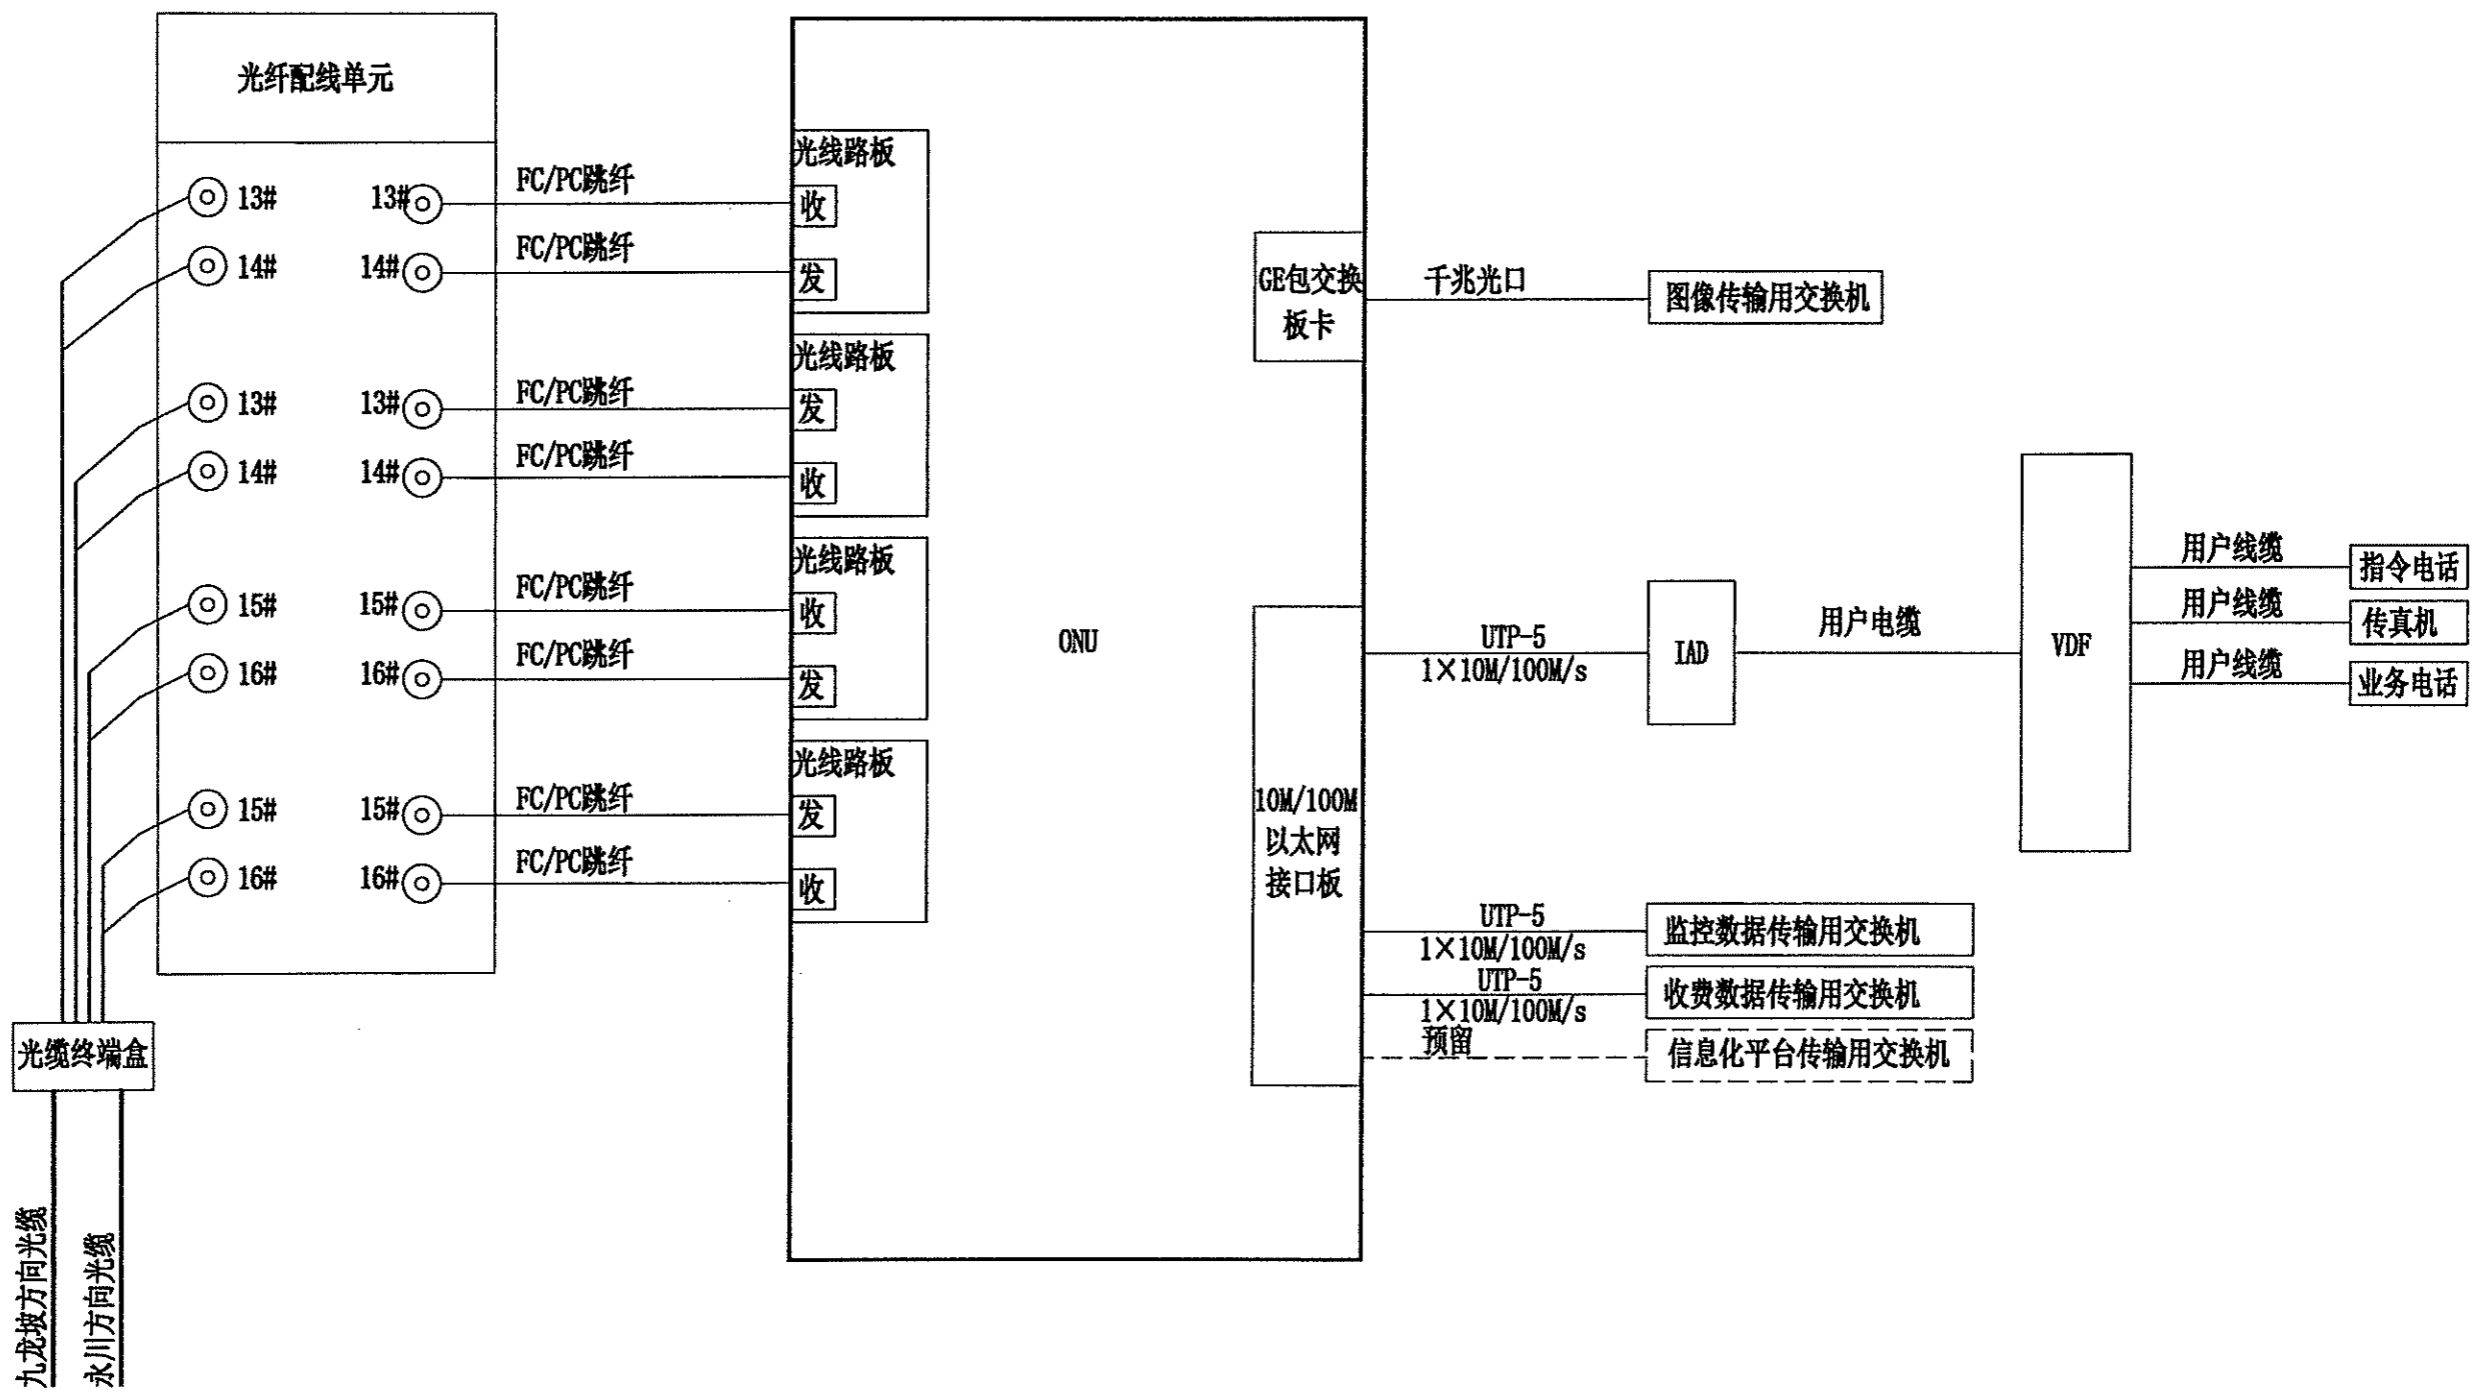 光纤配线单元
13#
13#
FC/PC跳纤
14#
14#
FC/PC跳纤
13#
13#
FC/PC跳纤
14#
14#
FC/PC跳纤
15#
15#
FC/PC跳纤
16#
16#
FC/PC跳纤
15#
15#
FC/PC跳纤
16#
16#
FC/PC跳纤
光缆终端盒
九龙坡方向光缆
永川方向光缆
光线路板
收
发
光线路板
发
收
光线路板
收
发
光线路板
发
收
ONU
GE包交换
板卡
千兆光口
图像传输用交换机
10M/100M
以太网
接口板
UTP-5
1×10M/100M/s
IAD
用户电缆
VDF
用户线缆
指令电话
用户线缆
传真机
用户线缆
业务电话
UTP-5
1×10M/100M/s
监控数据传输用交换机
UTP-5
1×10M/100M/s
收费数据传输用交换机
预留
信息化平台传输用交换机